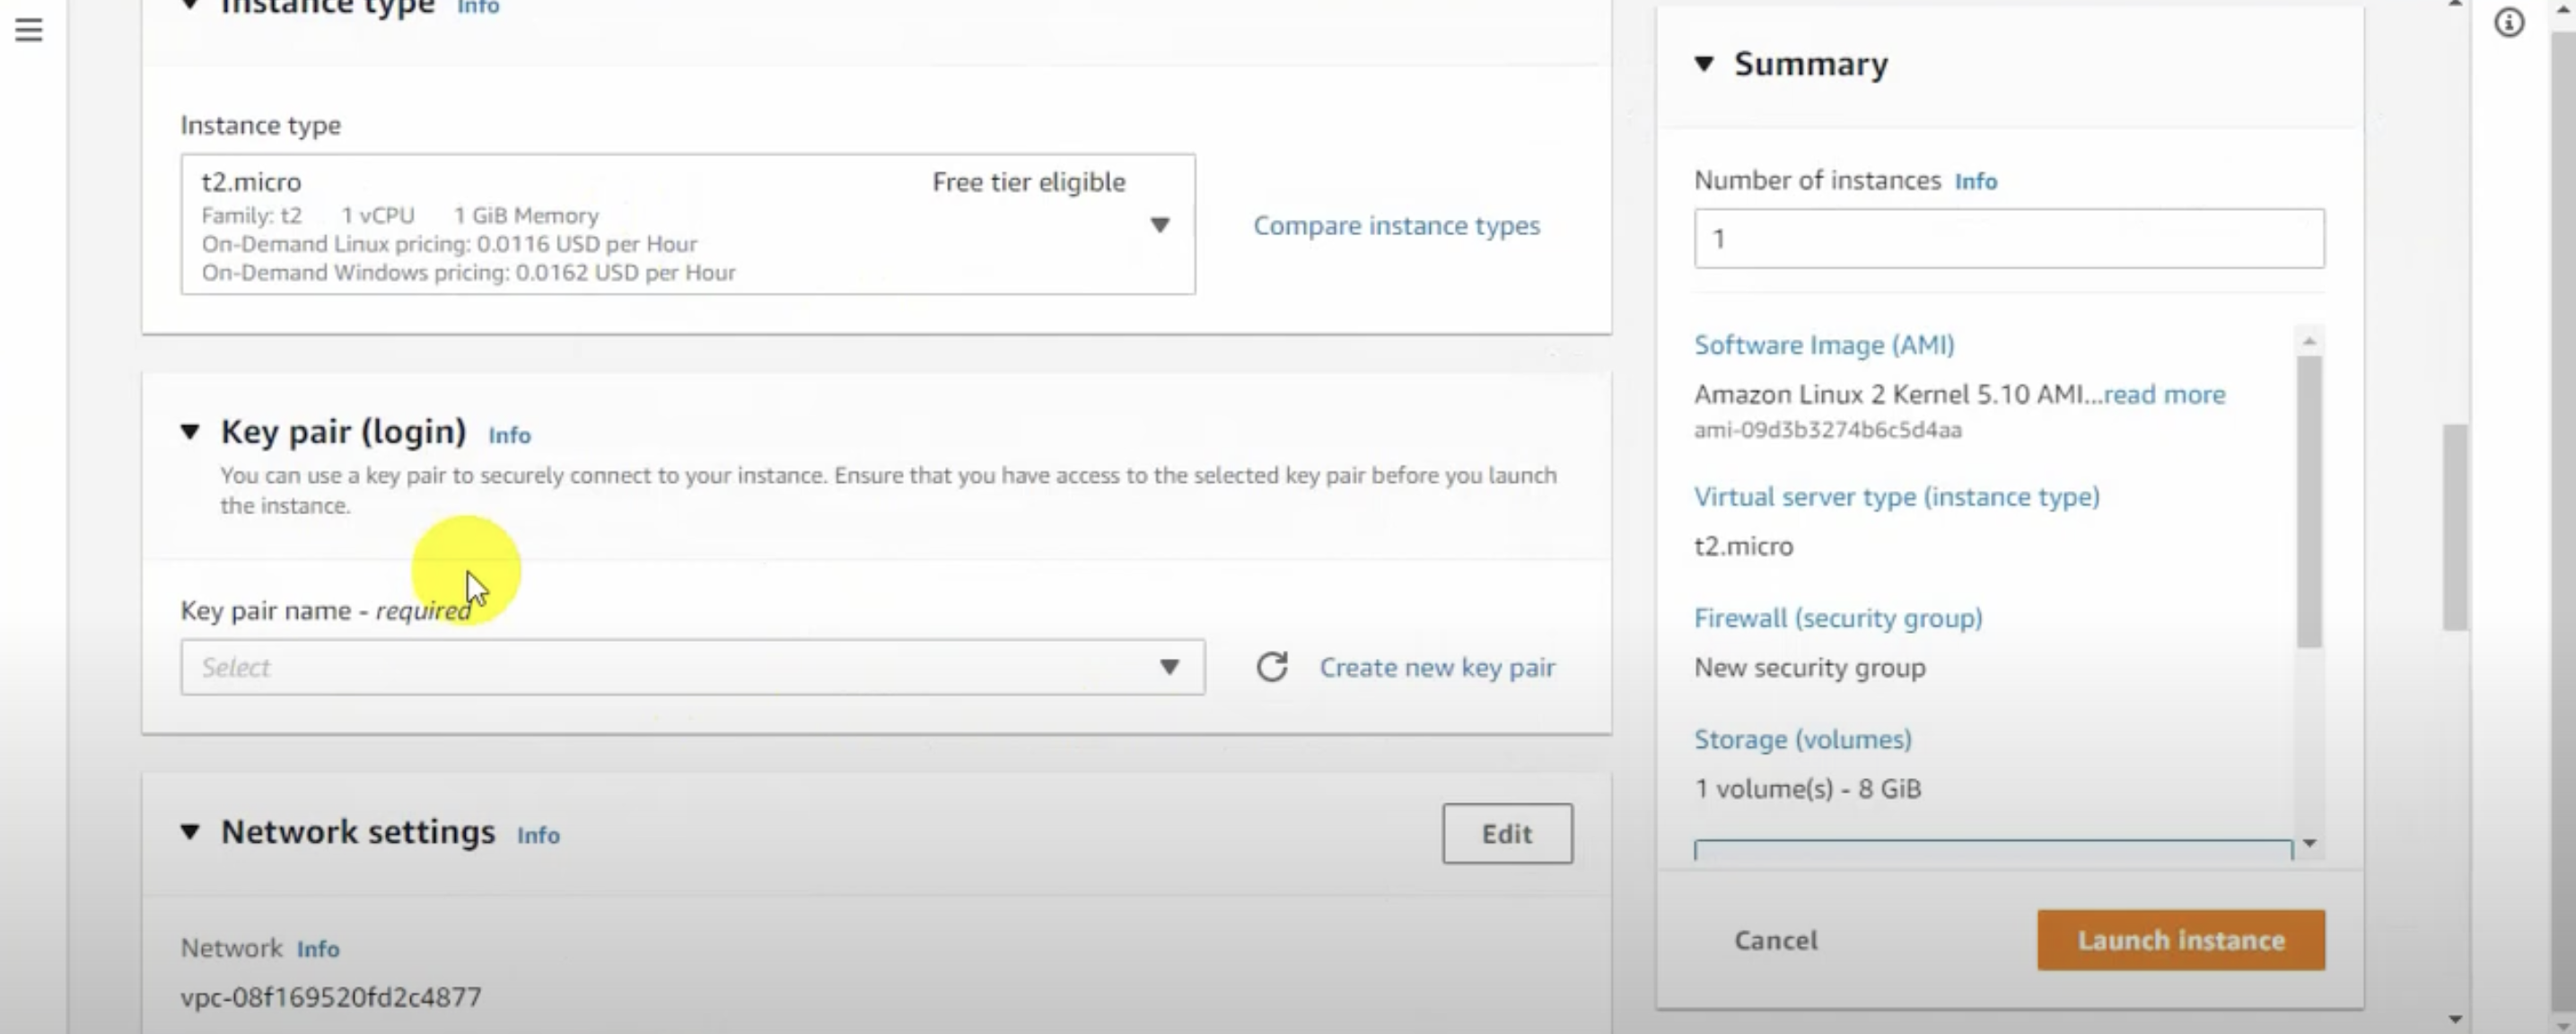 Instance type Info
Instance type
t2.micro Free tier eligible
Family: t2 1 vCPU 1 GiB Memory
On-Demand Linux pricing: 0.0116 USD per Hour
On-Demand Windows pricing: 0.0162 USD per Hour
Compare instance types
Key pair (login) Info
You can use a key pair to securely connect to your instance. Ensure that you have access to the selected key pair before you launch
the instance.
Key pair name - required
Select
Create new key pair
Network settings Info
Edit
Network Info
vpc-08f169520fd2c4877
Summary
Number of instances Info
1
Software Image (AMI)
Amazon Linux 2 Kernel 5.10 AMI...read more
ami-09d3b3274b6c5d4aa
Virtual server type (instance type)
t2.micro
Firewall (security group)
New security group
Storage (volumes)
1 volume(s) - 8 GiB
Cancel
Launch instance